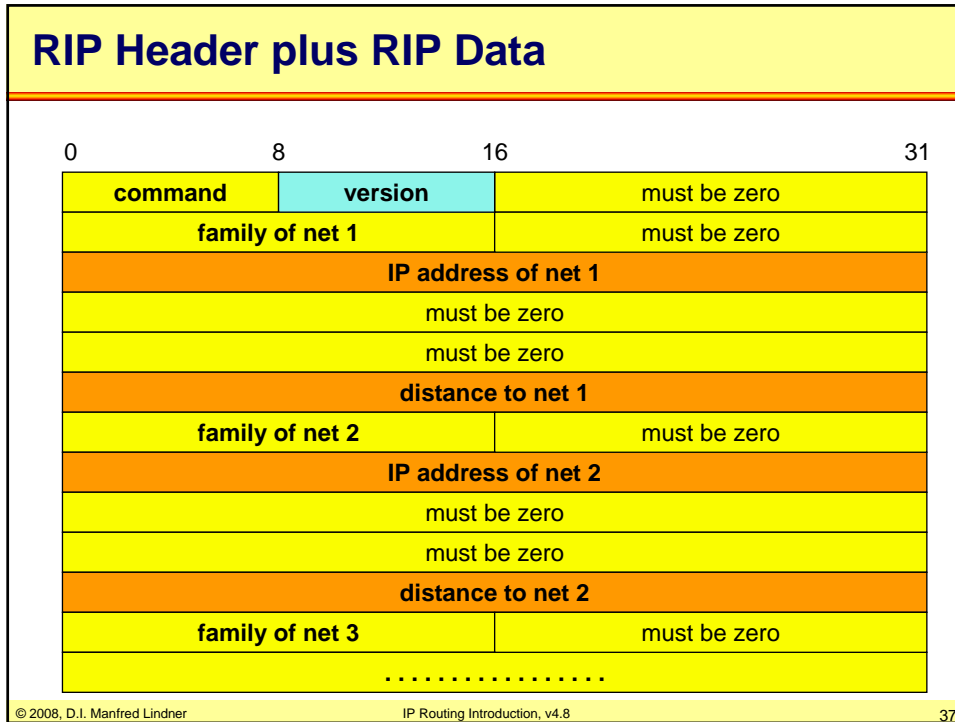 RIP Header plus RIP Data
0 8 16 31
command version must be zero
family of net 1 must be zero
IP address of net 1
must be zero
must be zero
distance to net 1
family of net 2 must be zero
IP address of net 2
must be zero
must be zero
distance to net 2
family of net 3 must be zero
. . . . . . . . . . . . . . . . . .
© 2008, D.I. Manfred Lindner IP Routing Introduction, v4.8 37